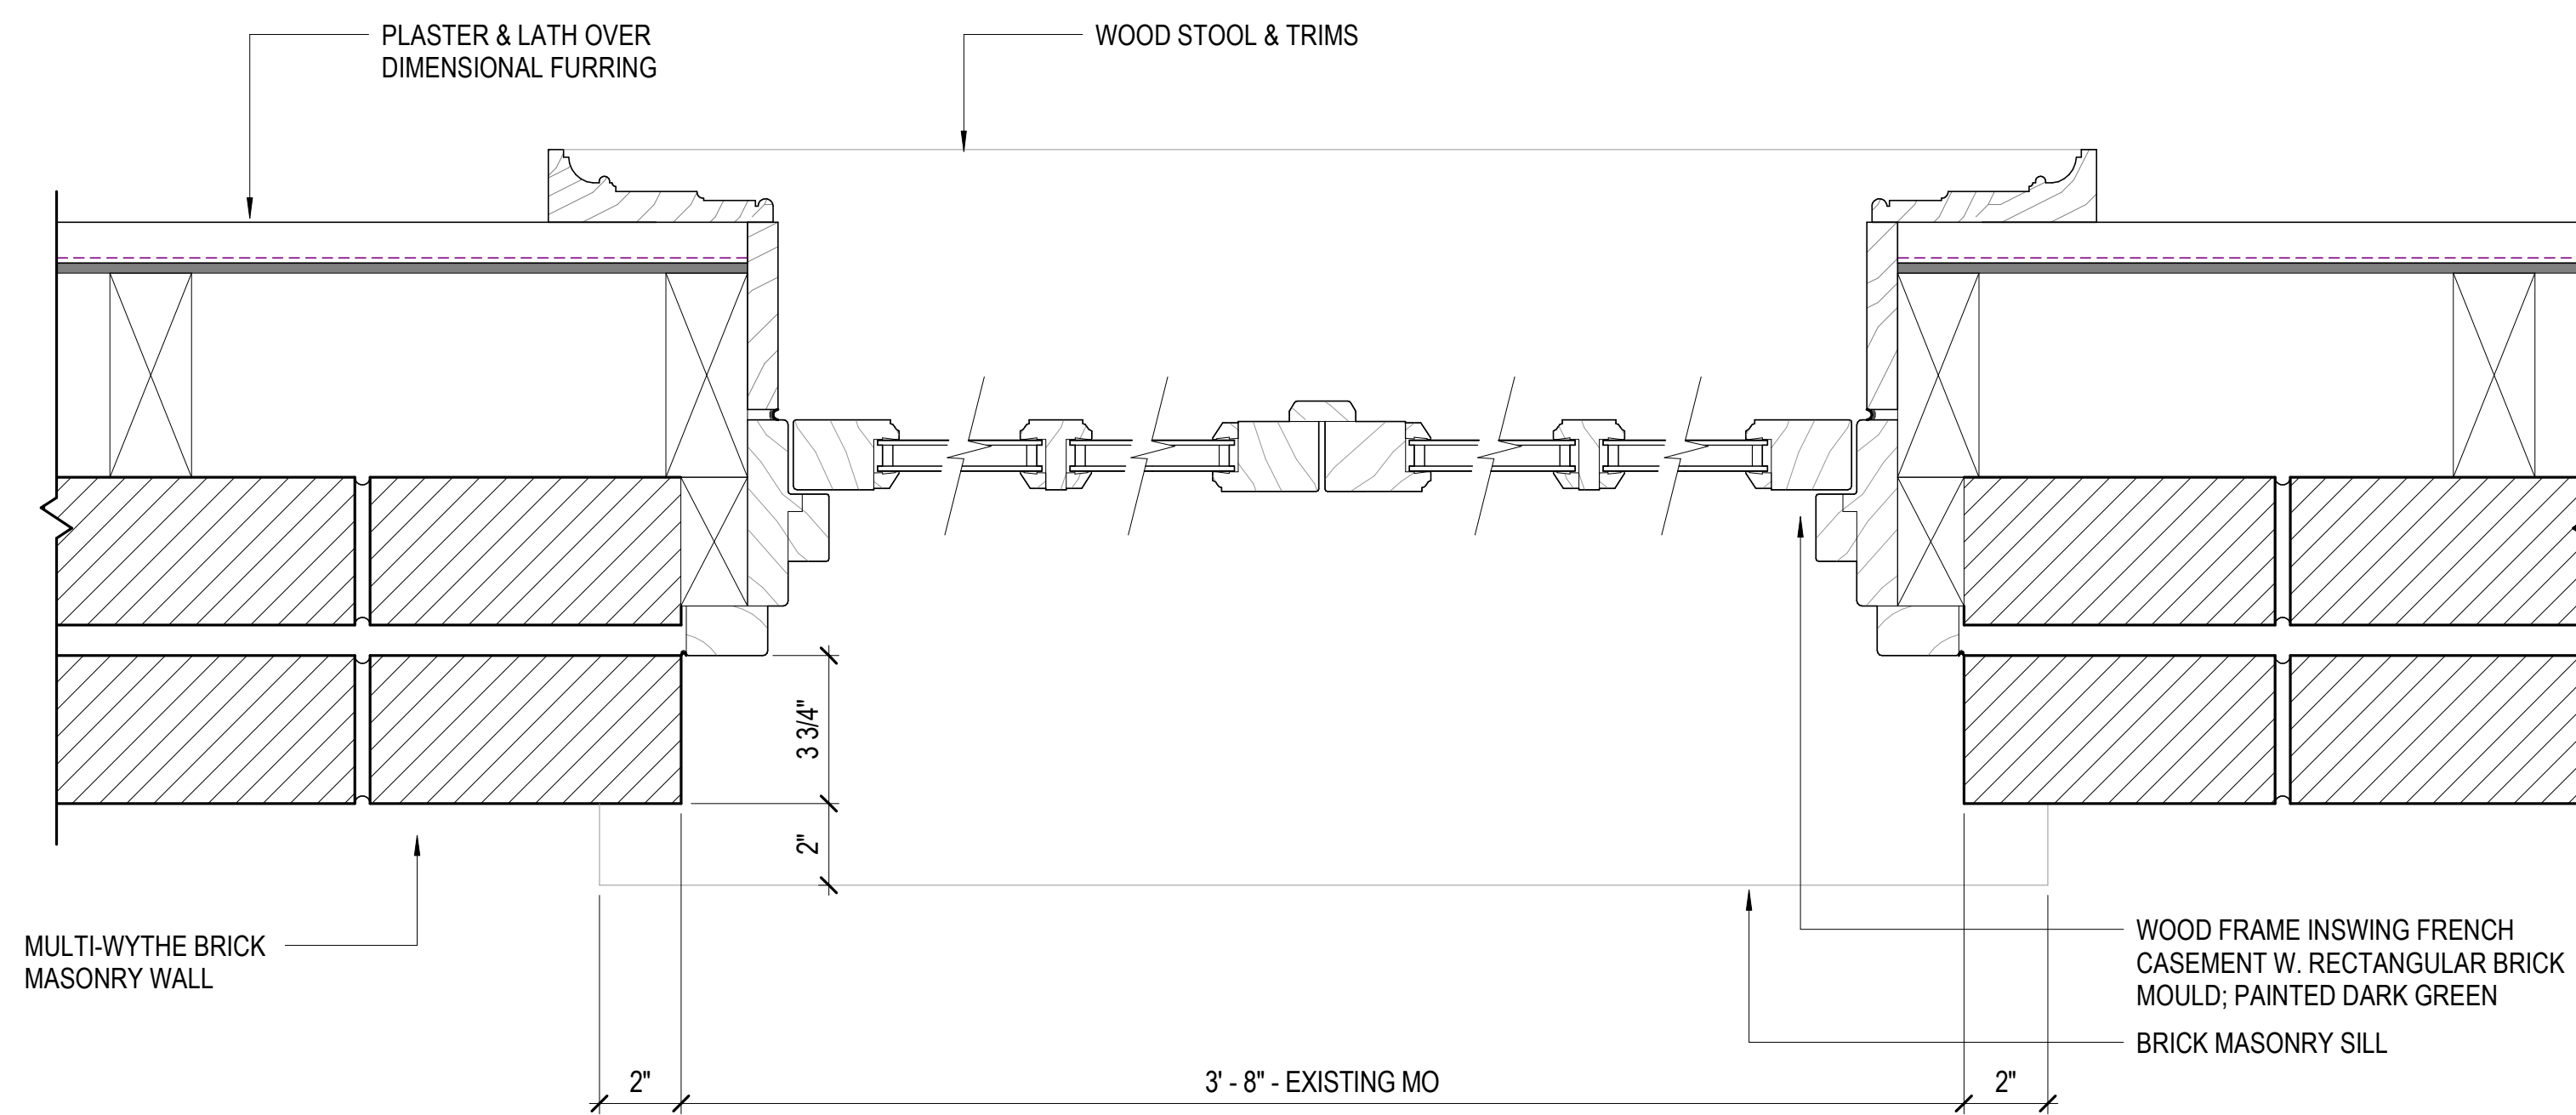 PLASTER & LATH OVER
DIMENSIONAL FURRING
WOOD STOOL & TRIMS
3 3/4"
2"
MULTI-WYTHE BRICK
MASONRY WALL
WOOD FRAME INSWING FRENCH
CASEMENT W. RECTANGULAR BRICK
MOULD; PAINTED DARK GREEN
BRICK MASONRY SILL
2"
3' - 8" - EXISTING MO
2"